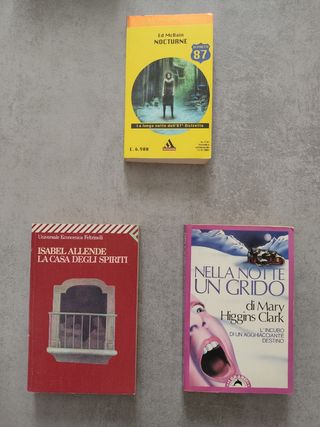 Ed McBain
NOCTURNE
87
La lunga notte dell'87° Distretto
L. 6.900
Universale Economica Feltrinelli
ISABEL ALLENDE
LA CASA DEGLI SPIRITI
NELLA NOTTE
UN GRIDO
di Mary
Higgins Clark
L'INCUBO
DI UN AGGHIACCIANTE
DESTINO